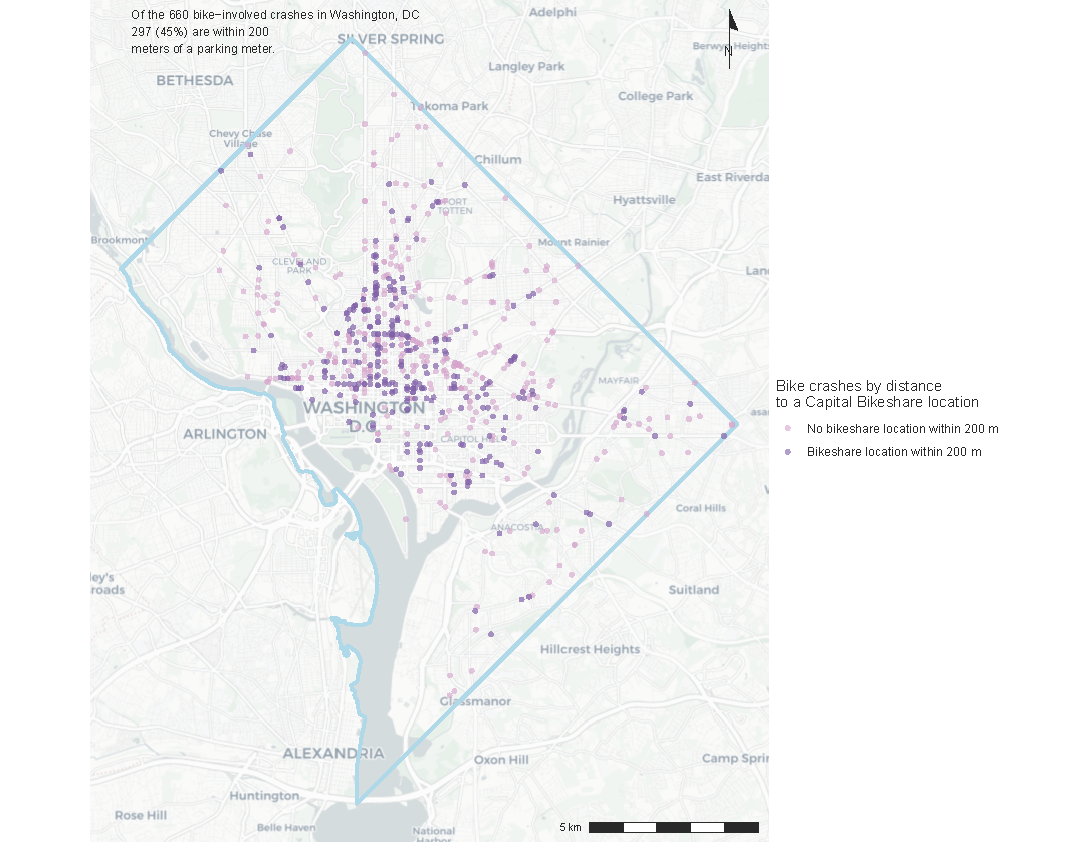 Of the 660 bike−involved crashes in Washington, DC
297 (45%) are within 200
meters of a parking meter.
Adelphi
SILVER SPRING
Berwyn Heights
N
Langley Park
BETHESDA
College Park
Takoma Park
Chevy Chase
Village
Chillum
East Riverda
Hyattsville
FORT
TOTTEN
Brookmont
Mount Rainier
CLEVELAND
PARK
Lan
MAYFAIR
Bike crashes by distance
to a Capital Bikeshare location
No bikeshare location within 200 m
Bikeshare location within 200 m
WASHINGTON
D.C.
asa
ARLINGTON
CAPITOL HILL
Coral Hills
ANACOSTIA
ley's
roads
Suitland
Hillcrest Heights
Glassmanor
ALEXANDRIA
Oxon Hill
Camp Sprin
Huntington
Rose Hill
Belle Haven
National
Harbor
5 km